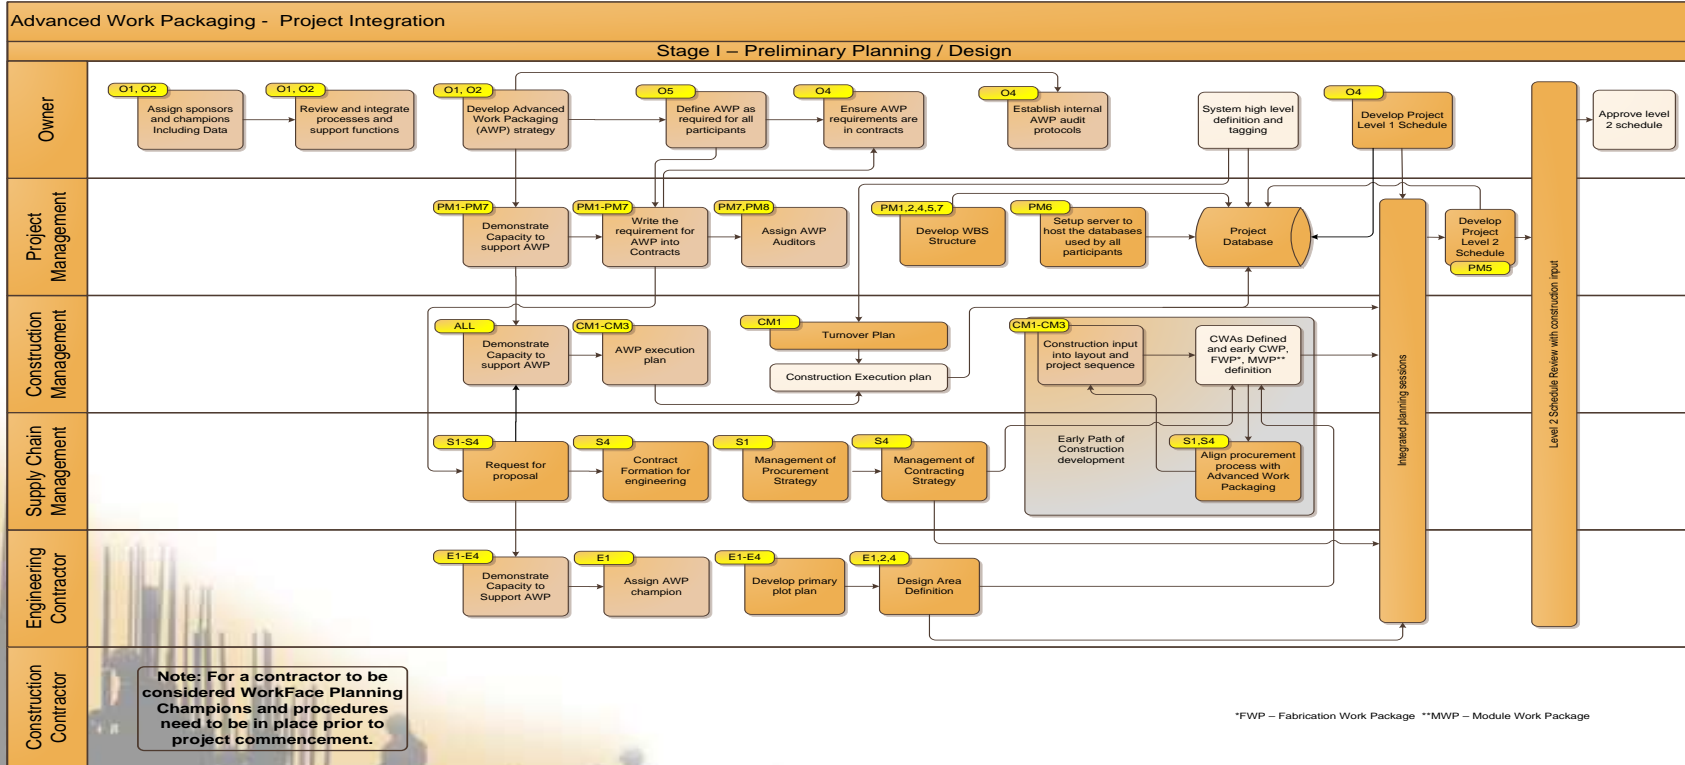 Advanced Work Packaging -  Project Integration
Stage I – Preliminary Planning / Design
Owner
O1, O2
Assign sponsors
and champions
Including Data
O1, O2
Review and integrate
processes and
support functions
O1, O2
Develop Advanced
Work Packaging
(AWP) strategy
O5
Define AWP as
required for all
participants
O4
Ensure AWP
requirements are
in contracts
O4
Establish internal
AWP audit
protocols
System high level
definition and
tagging
O4
Develop Project
Level 1 Schedule
Approve level
2 schedule
Project
Management
PM1-PM7
Demonstrate
Capacity to
support AWP
PM1-PM7
Write the
requirement for
AWP into
Contracts
PM7,PM8
Assign AWP
Auditors
PM1,2,4,5,7
Develop WBS
Structure
PM6
Setup server to
host the databases
used by all
participants
Project
Database
Develop
Project
Level 2
Schedule
PM5
Integrated planning sessions
Level 2 Schedule Review with construction input
Construction
Management
ALL
Demonstrate
Capacity to
support AWP
CM1-CM3
AWP execution
plan
CM1
Turnover Plan
Construction Execution plan
CM1-CM3
Construction input
into layout and
project sequence
CWAs Defined
and early CWP,
FWP*, MWP**
definition
Early Path of
Construction
development
Supply Chain
Management
S1-S4
Request for
proposal
S4
Contract
Formation for
engineering
S1
Management of
Procurement
Strategy
S4
Management of
Contracting
Strategy
S1,S4
Align procurement
process with
Advanced Work
Packaging
Engineering
Contractor
E1-E4
Demonstrate
Capacity to
Support AWP
E1
Assign AWP
champion
E1-E4
Develop primary
plot plan
E1,2,4
Design Area
Definition
Construction
Contractor
Note: For a contractor to be
considered WorkFace Planning
Champions and procedures
need to be in place prior to
project commencement.
*FWP – Fabrication Work Package  **MWP – Module Work Package